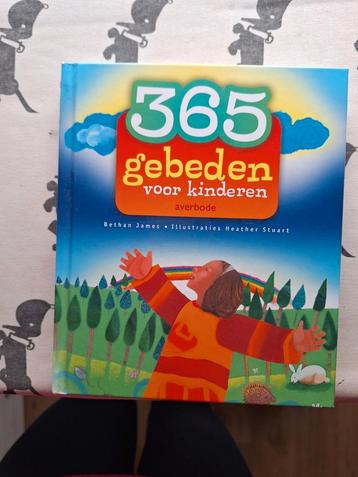 365
gebeden
voor kinderen
averbode
Bethan James • Illustraties Heather Stuart